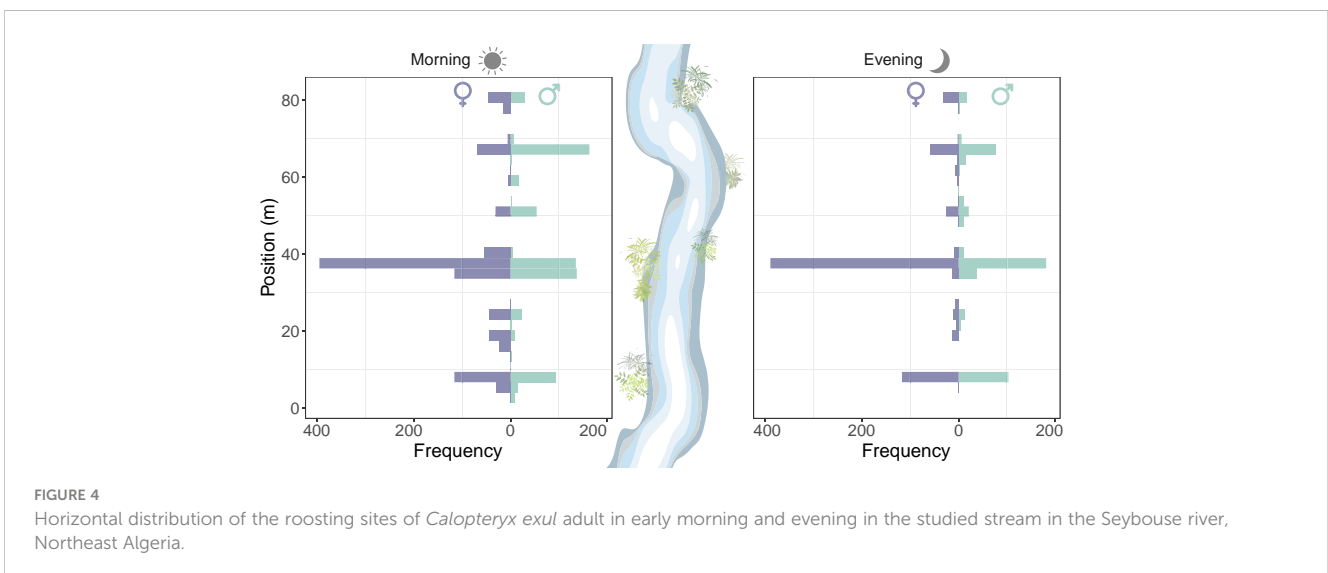 Morning
Evening
♀ ♂
♀ ♂
80
60
40
20
0
Position (m)
400 200 0 200
400 200 0 200
Frequency
Frequency
FIGURE 4
Horizontal distribution of the roosting sites of Calopteryx exul adult in early morning and evening in the studied stream in the Seybouse river,
Northeast Algeria.